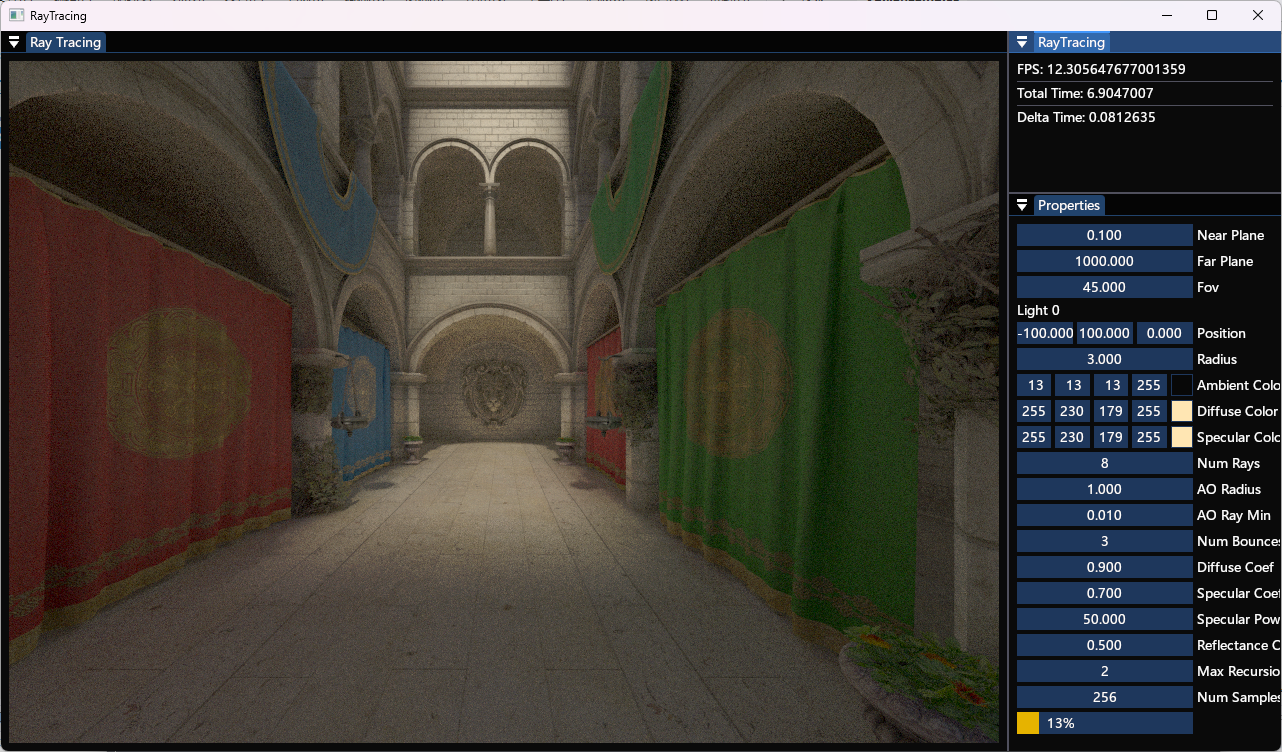 RayTracing
Ray Tracing
RayTracing
FPS: 12.305647677001359
Total Time: 6.9047007
Delta Time: 0.0812635
Properties
0.100 Near Plane
1000.000 Far Plane
45.000 Fov
Light 0
-100.000 100.000 0.000 Position
3.000 Radius
13 13 13 255 Ambient Colo
255 230 179 255 Diffuse Color
255 230 179 255 Specular Colo
8 Num Rays
1.000 AO Radius
0.010 AO Ray Min
3 Num Bounces
0.900 Diffuse Coef
0.700 Specular Coef
50.000 Specular Pow
0.500 Reflectance C
2 Max Recursio
256 Num Samples
13%